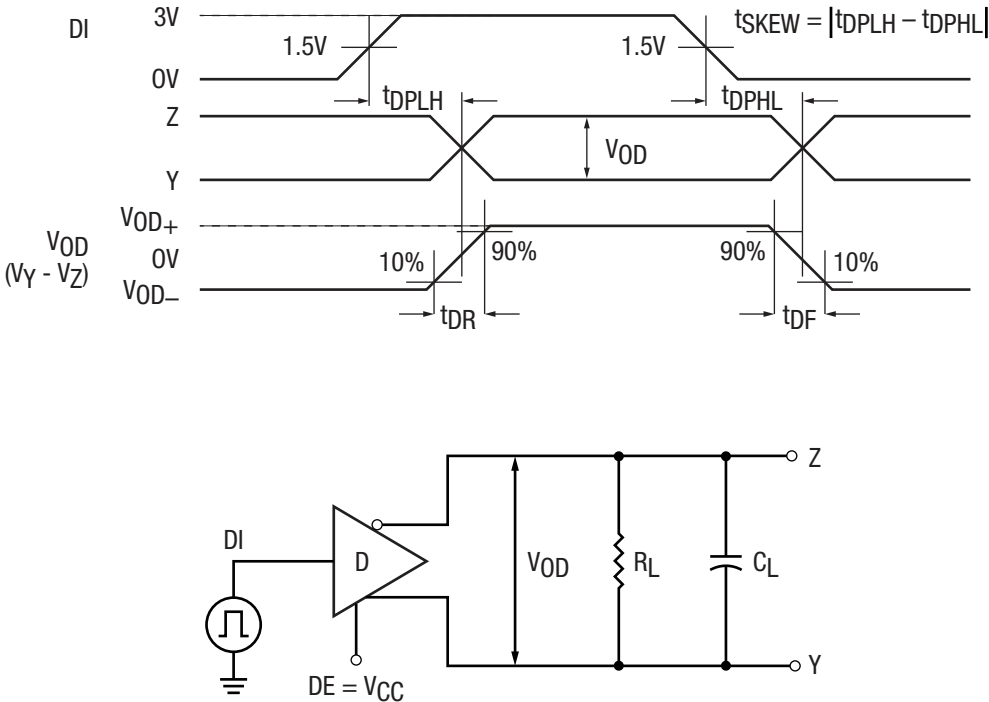 3V
tSKEW = |tDPLH – tDPHL|
DI
1.5V
1.5V
0V
tDPLH
tDPHL
Z
VOD
Y
VOD+
VOD
(VY - VZ)
0V
10%
90%
90%
10%
VOD–
tDR
tDF
Z
DI
D
VOD
RL
CL
Y
DE = VCC